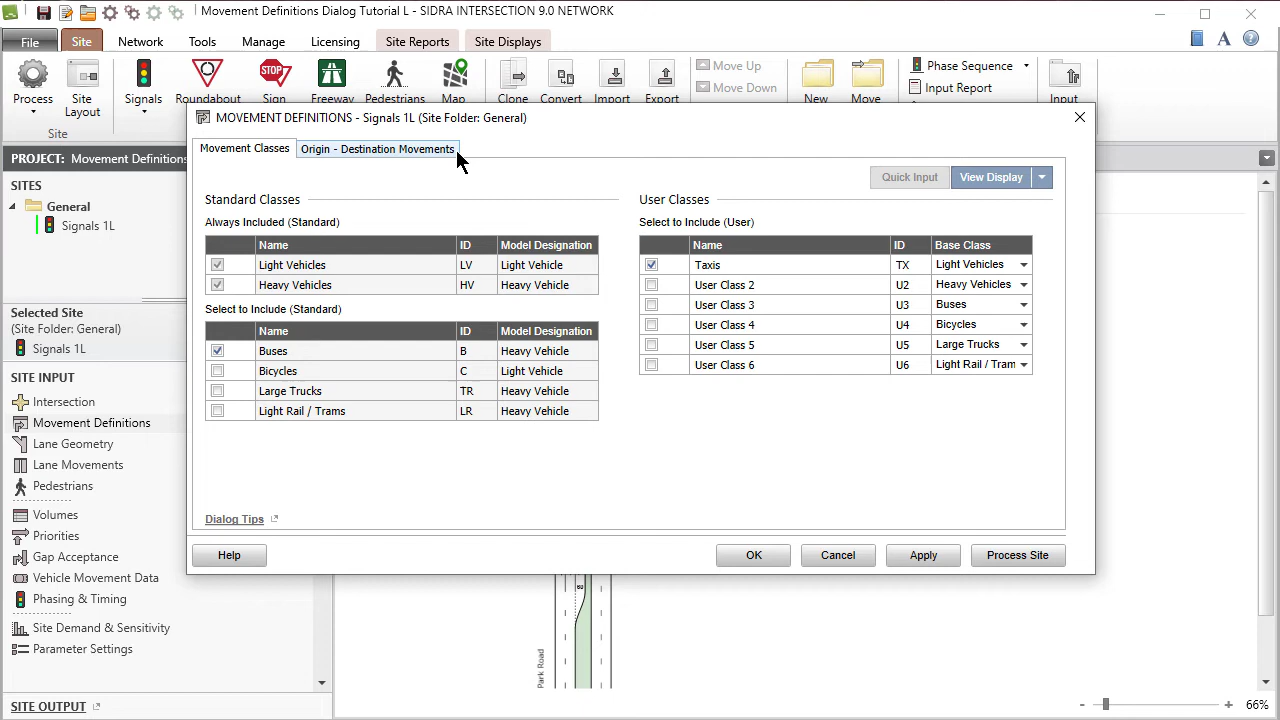 Movement Definitions Dialog Tutorial L - SIDRA INTERSECTION 9.0 NETWORK
File Site Network Tools Manage Licensing Site Reports Site Displays
Process Site Layout Signals Roundabout Sign Freeway Pedestrians Map Clone Convert Import Export Move Up Move Down New Move Phase Sequence Input Report Input
Site
PROJECT: Movement Definitions
SITES
General
Signals 1L
Selected Site
(Site Folder: General)
Signals 1L
SITE INPUT
Intersection
Movement Definitions
Lane Geometry
Lane Movements
Pedestrians
Volumes
Priorities
Gap Acceptance
Vehicle Movement Data
Phasing & Timing
Site Demand & Sensitivity
Parameter Settings
SITE OUTPUT
MOVEMENT DEFINITIONS - Signals 1L (Site Folder: General)
Movement Classes Origin - Destination Movements
Quick Input View Display
Standard Classes
Always Included (Standard)
Name ID Model Designation
Light Vehicles LV Light Vehicle
Heavy Vehicles HV Heavy Vehicle
Select to Include (Standard)
Name ID Model Designation
Buses B Heavy Vehicle
Bicycles C Light Vehicle
Large Trucks TR Heavy Vehicle
Light Rail / Trams LR Heavy Vehicle
User Classes
Select to Include (User)
Name ID Base Class
Taxis TX Light Vehicles
User Class 2 U2 Heavy Vehicles
User Class 3 U3 Buses
User Class 4 U4 Bicycles
User Class 5 U5 Large Trucks
User Class 6 U6 Light Rail / Tram
Dialog Tips
Help OK Cancel Apply Process Site
Park Road
66%